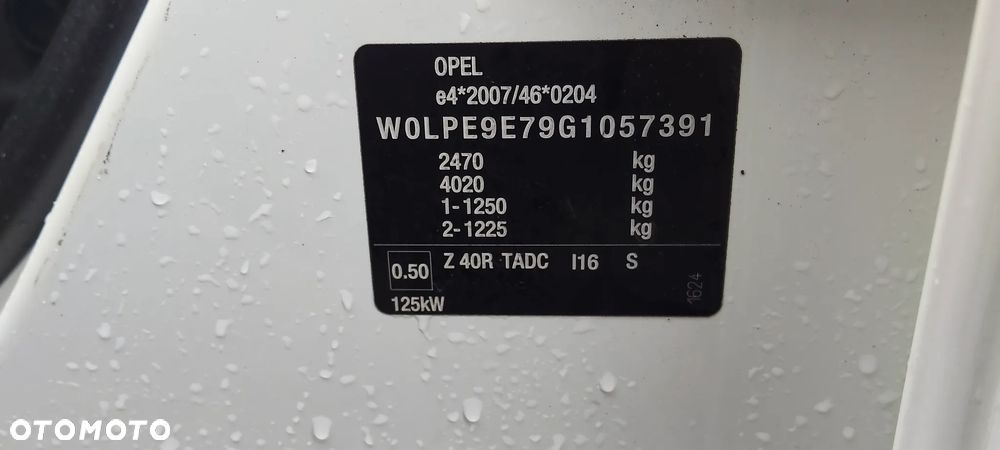 OPEL
e4*2007/46*0204
W0LPE9E79G1057391
2470 kg
4020 kg
1-1250 kg
2-1225 kg
0.50 Z 40R TADC I16 S
125kW
1624
OTOMOTO